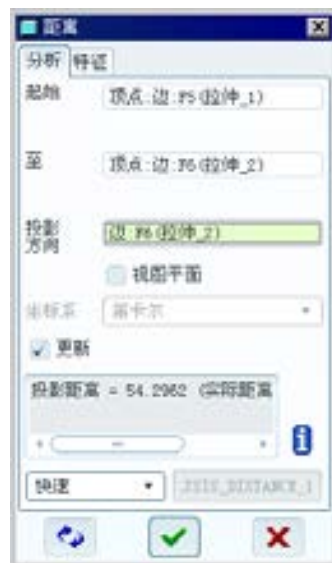 距离
分析 特征
起始
顶点:边:F5(拉伸_1)
至
顶点:边:F6(拉伸_2)
投影
方向
边:F6(拉伸_2)
视图平面
坐标系 笛卡尔
更新
投影距离 = 54.2962 (实际距离
快速